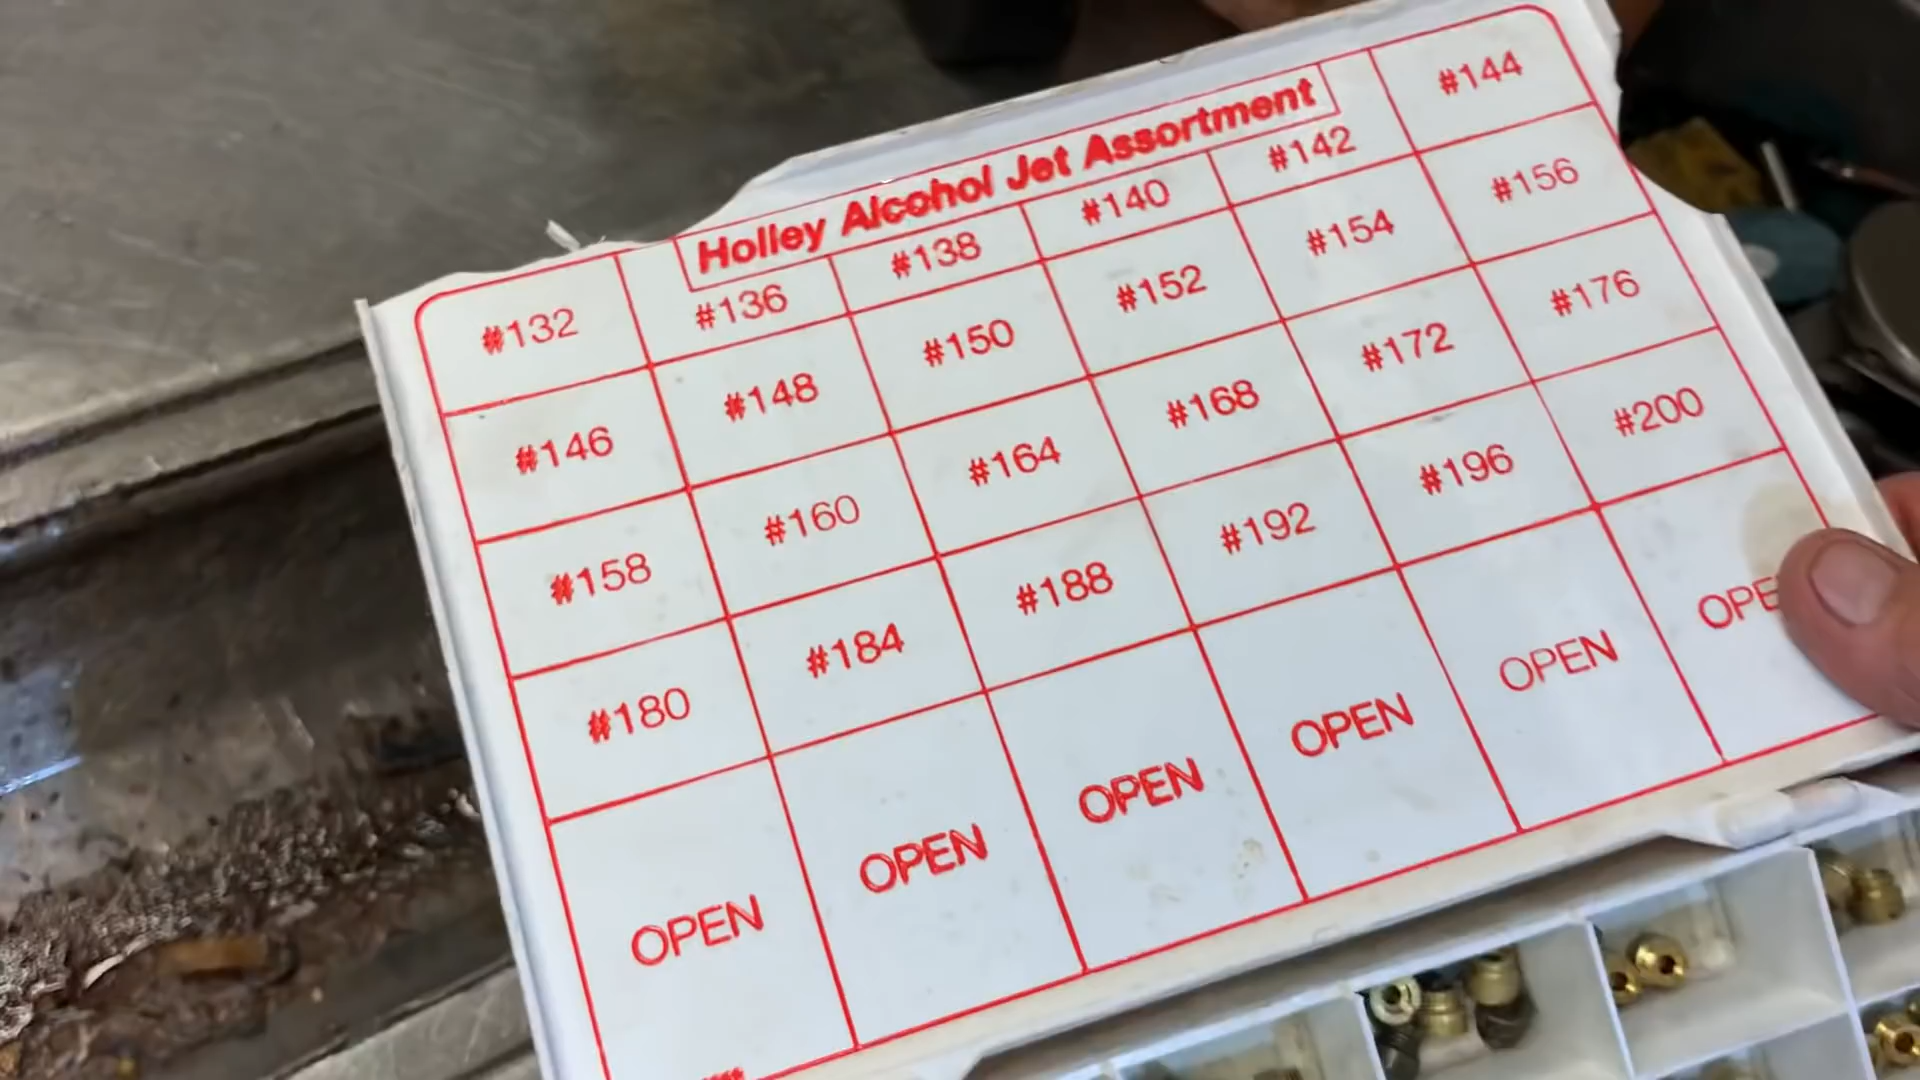 Holley Alcohol Jet Assortment
#132 #136 #138 #140 #142 #144
#146 #148 #150 #152 #154 #156
#158 #160 #164 #168 #172 #176
#180 #184 #188 #192 #196 #200
OPEN OPEN OPEN OPEN OPEN OPE